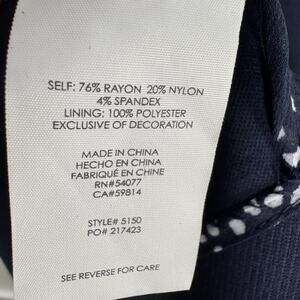 SELF: 76% RAYON 20% NYLON
4% SPANDEX
LINING: 100% POLYESTER
EXCLUSIVE OF DECORATION
MADE IN CHINA
HECHO EN CHINA
FABRIQUÉ EN CHINE
RN#54077
CA#59814
STYLE# 5150
PO# 217423
SEE REVERSE FOR CARE